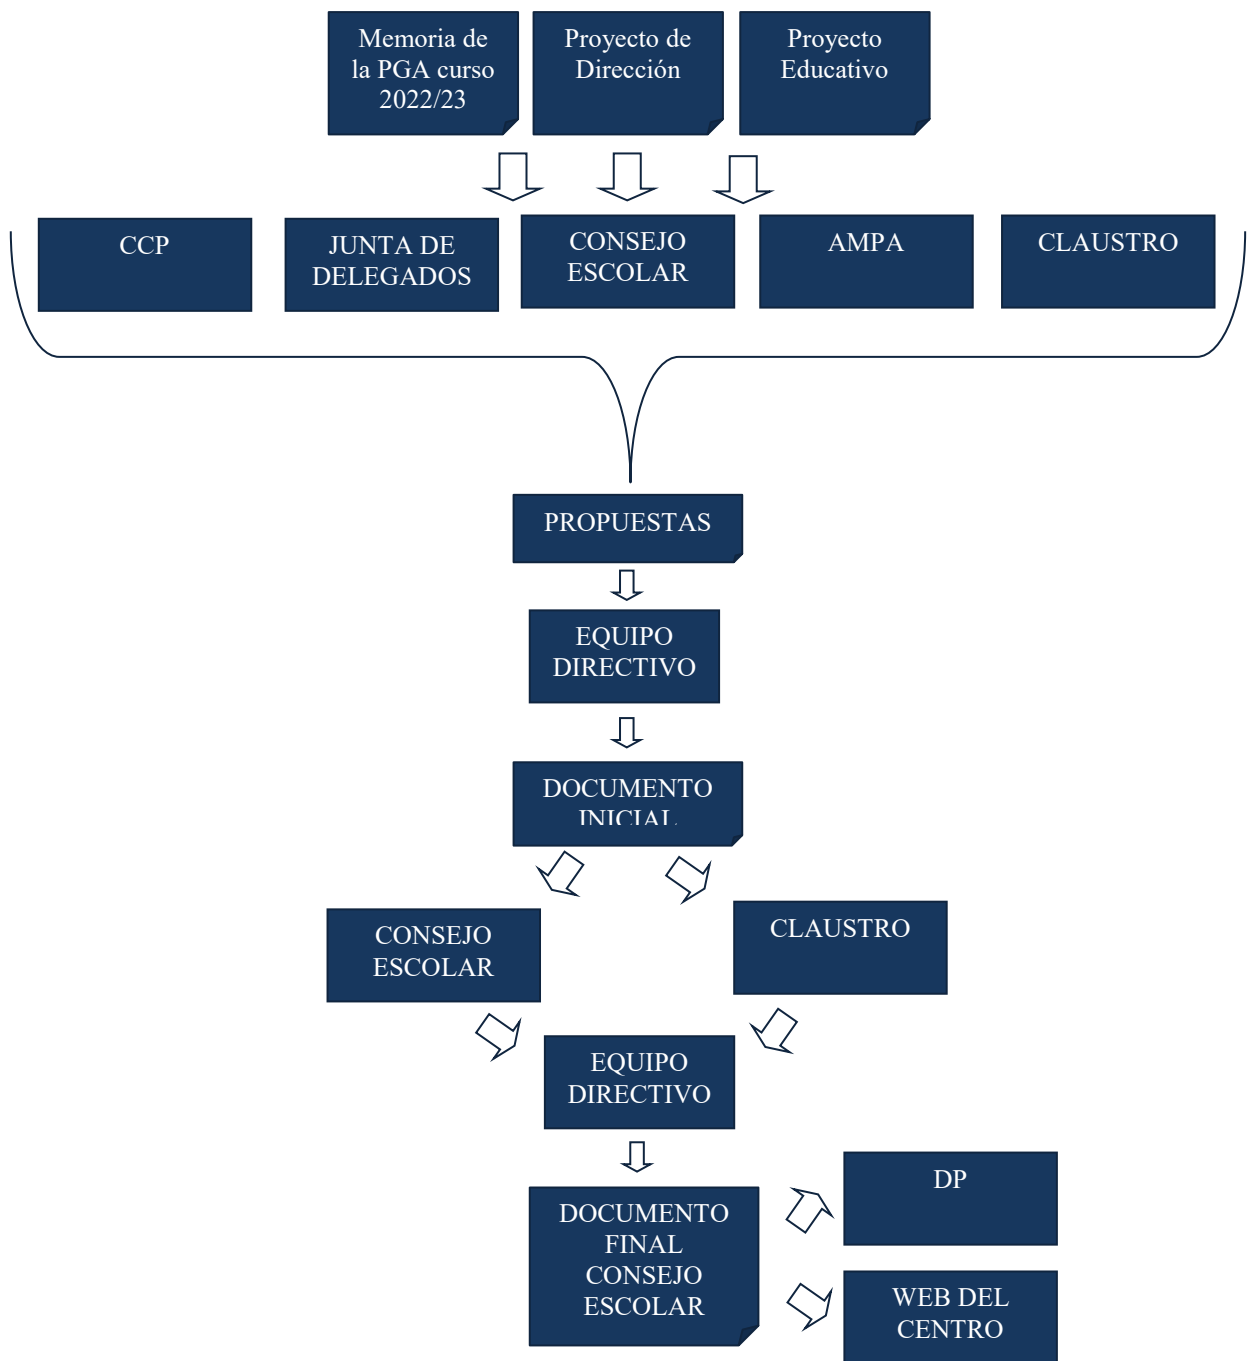 Memoria de
la PGA curso
2022/23
Proyecto de
Dirección
Proyecto
Educativo
CCP
JUNTA DE
DELEGADOS
CONSEJO
ESCOLAR
AMPA
CLAUSTRO
PROPUESTAS
EQUIPO
DIRECTIVO
DOCUMENTO
INICIAL
CONSEJO
ESCOLAR
CLAUSTRO
EQUIPO
DIRECTIVO
DOCUMENTO
FINAL
CONSEJO
ESCOLAR
DP
WEB DEL
CENTRO